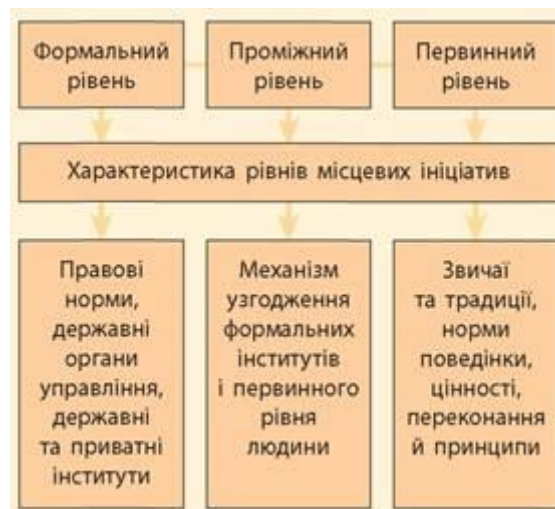 Формальний
рівень
Проміжний
рівень
Первинний
рівень
Характеристика рівнів місцевих ініціатив
Правові
норми,
державні
органи
управління,
державні
та приватні
інститути
Механізм
узгодження
формальних
інститутів
і первинного
рівня
людини
Звичаї
та традиції,
норми
поведінки,
цінності,
переконання
й принципи